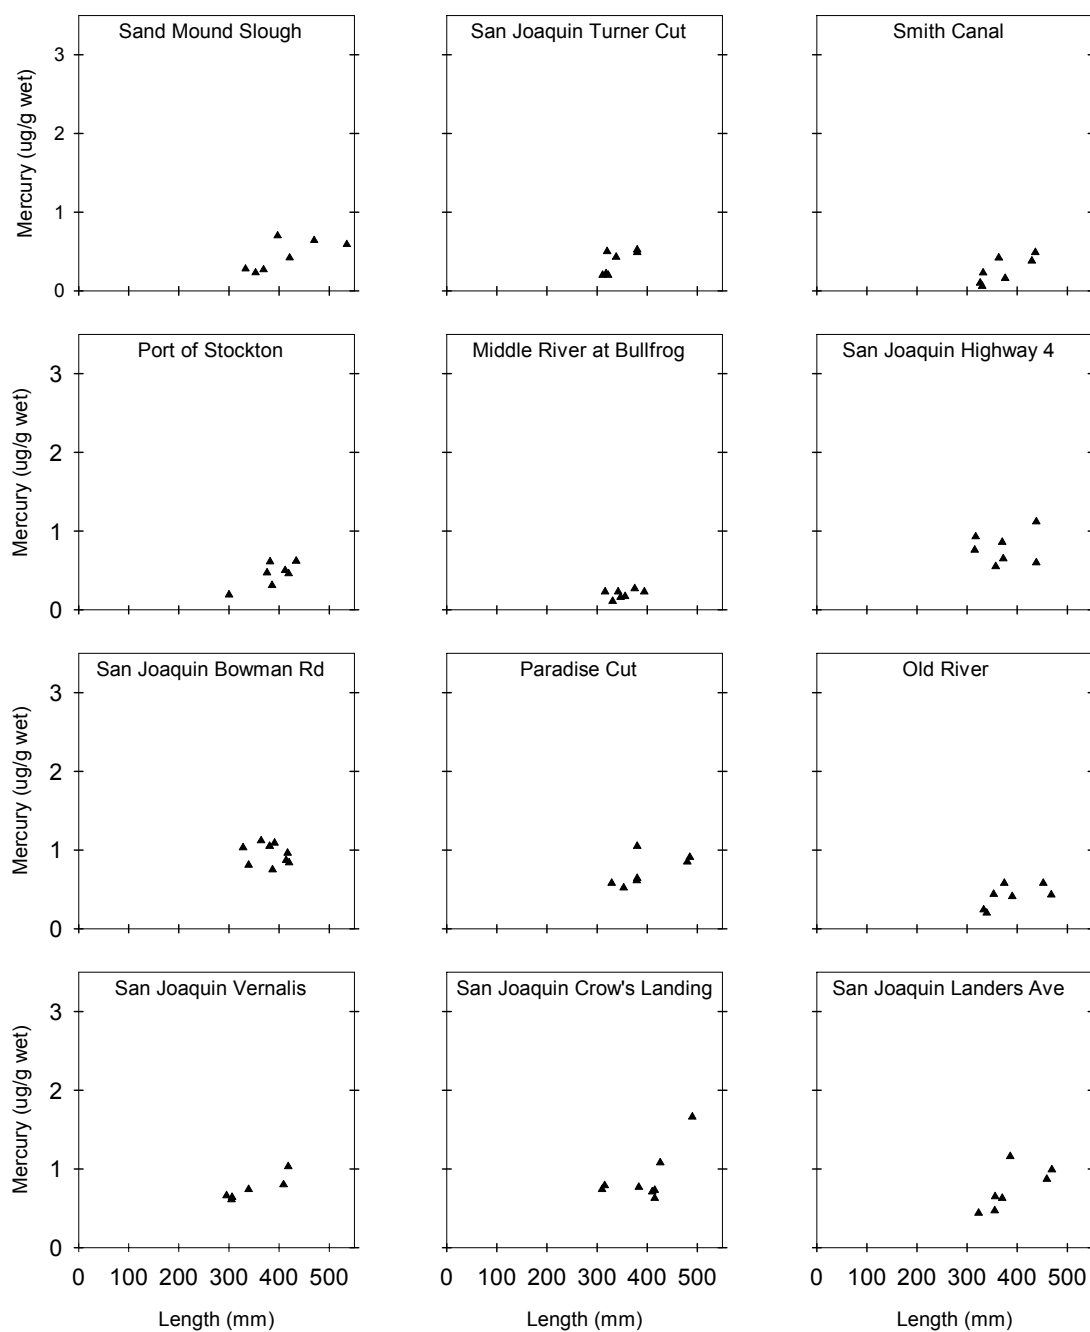 Sand Mound Slough
San Joaquin Turner Cut
Smith Canal
Mercury (ug/g wet)
3
2
1
0
Port of Stockton
Middle River at Bullfrog
San Joaquin Highway 4
Mercury (ug/g wet)
3
2
1
0
San Joaquin Bowman Rd
Paradise Cut
Old River
Mercury (ug/g wet)
3
2
1
0
San Joaquin Vernalis
San Joaquin Crow's Landing
San Joaquin Landers Ave
Mercury (ug/g wet)
3
2
1
0
0 100 200 300 400 500
0 100 200 300 400 500
0 100 200 300 400 500
Length (mm)
Length (mm)
Length (mm)